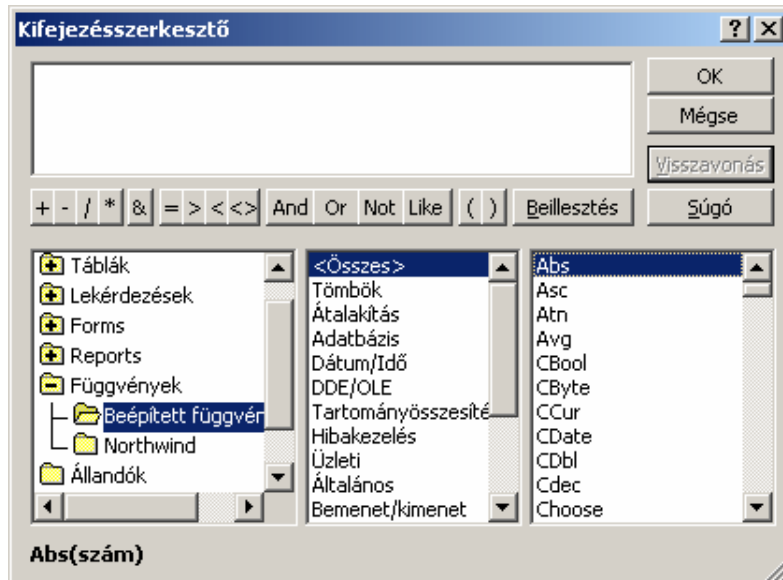 Kifejezésszerkesztő
OK
Mégse
Visszavonás
+ - / * & = > < <> And Or Not Like ( ) Beillesztés Súgó
Táblák
Lekérdezések
Forms
Reports
Függvények
Beépített függvér
Northwind
Állandók
<Összes>
Tömbök
Átalakítás
Adatbázis
Dátum/Idő
DDE/OLE
Tartományösszesíté
Hibakezelés
Üzleti
Általános
Bemenet/kimenet
Abs
Asc
Atn
Avg
CBool
CByte
CCur
CDate
CDbl
Cdec
Choose
Abs(szám)